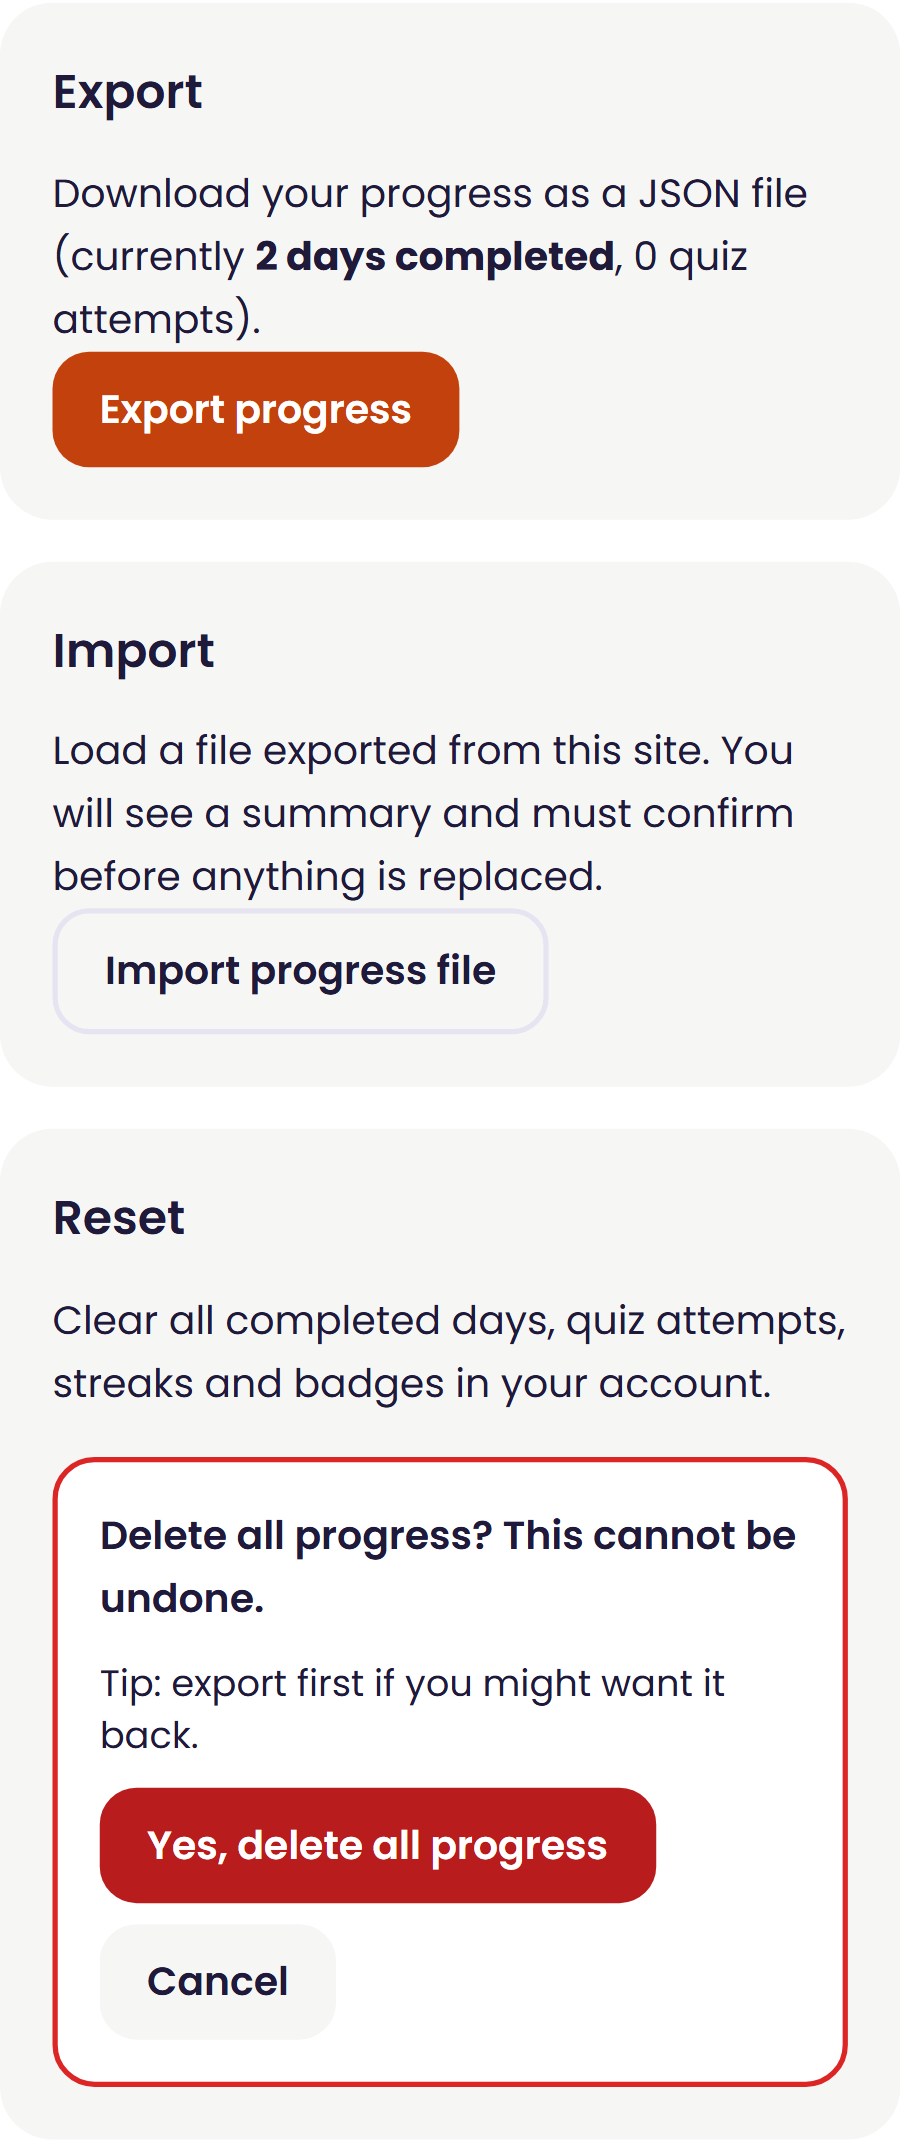 Export
Download your progress as a JSON file
(currently 2 days completed, 0 quiz
attempts).
Export progress
Import
Load a file exported from this site. You
will see a summary and must confirm
before anything is replaced.
Import progress file
Reset
Clear all completed days, quiz attempts,
streaks and badges in your account.
Delete all progress? This cannot be
undone.
Tip: export first if you might want it
back.
Yes, delete all progress
Cancel